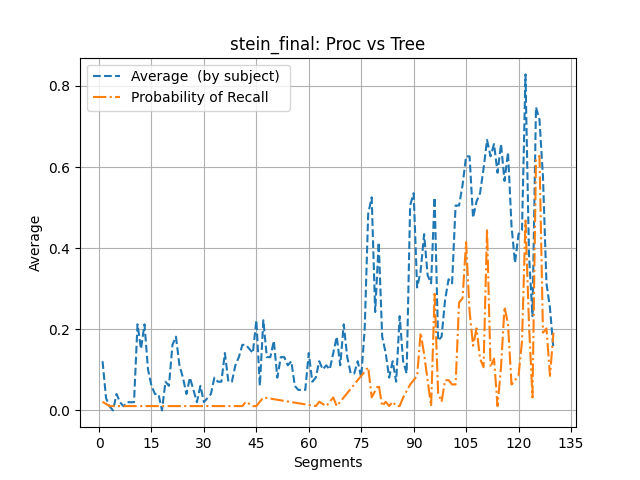 stein_final: Proc vs Tree
Average  (by subject)
Probability of Recall
0.8
0.6
0.4
0.2
0.0
Average
0 15 30 45 60 75 90 105 120 135
Segments